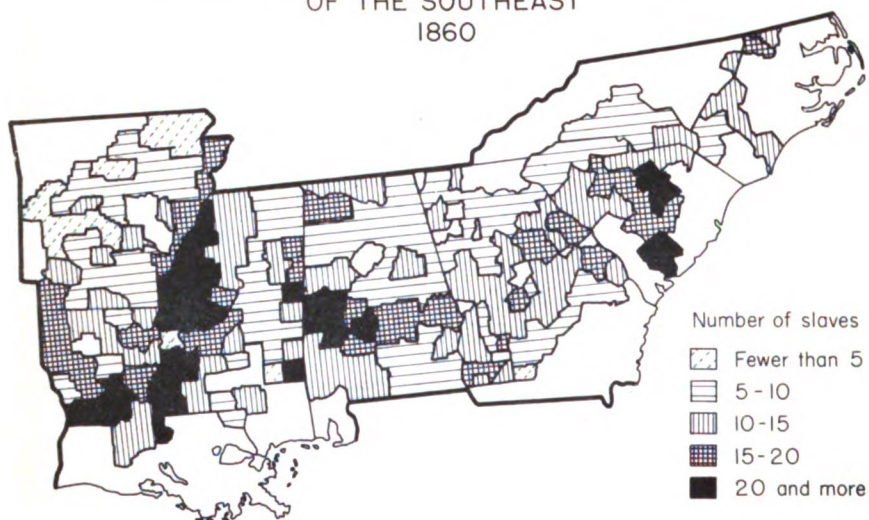 OF THE SOUTHEAST
1860
Number of slaves
Fewer than 5
5-10
10-15
15-20
20 and more